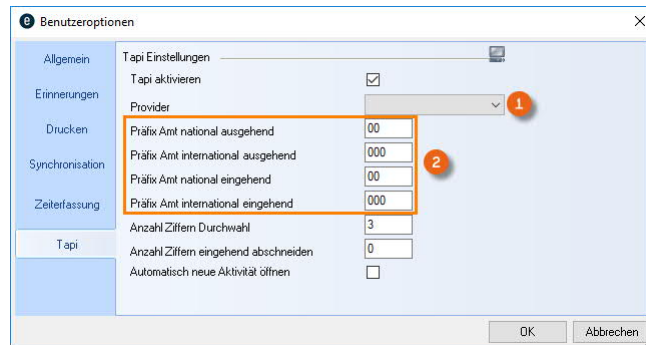 e Benutzeroptionen
Allgemein
Erinnerungen
Drucken
Synchronisation
Zeiterfassung
Tapi
Tapi Einstellungen
Tapi aktivieren
Provider
1
Präfix Amt national ausgehend 00
Präfix Amt international ausgehend 000
2
Präfix Amt national eingehend 00
Präfix Amt international eingehend 000
Anzahl Ziffern Durchwahl 3
Anzahl Ziffern eingehend abschneiden 0
Automatisch neue Aktivität öffnen
OK Abbrechen